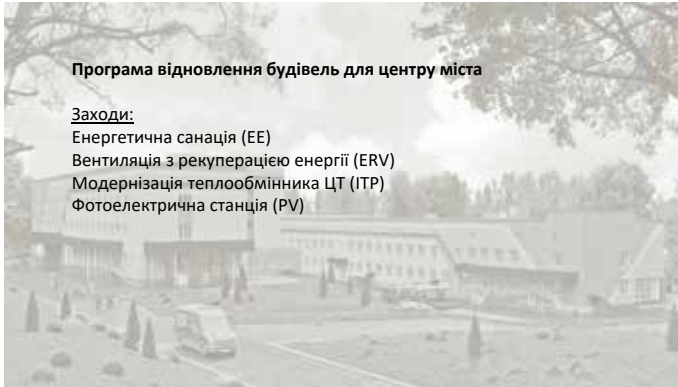 Програма відновлення будівель для центру міста
Заходи:
Енергетична санація (EE)
Вентиляція з рекуперацією енергії (ERV)
Модернізація теплообмінника ЦТ (ITP)
Фотоелектрична станція (PV)